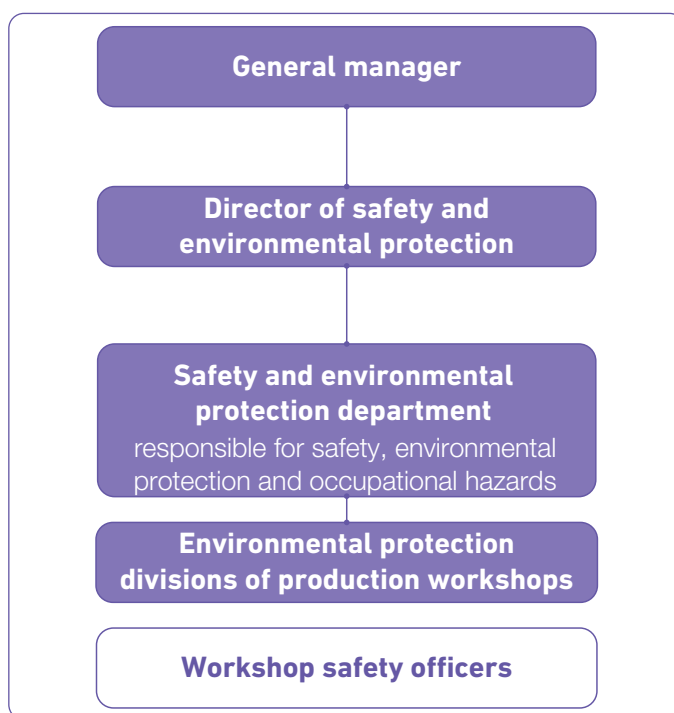 General manager
Director of safety and
environmental protection
Safety and environmental
protection department
responsible for safety, environmental
protection and occupational hazards
Environmental protection
divisions of production workshops
Workshop safety officers